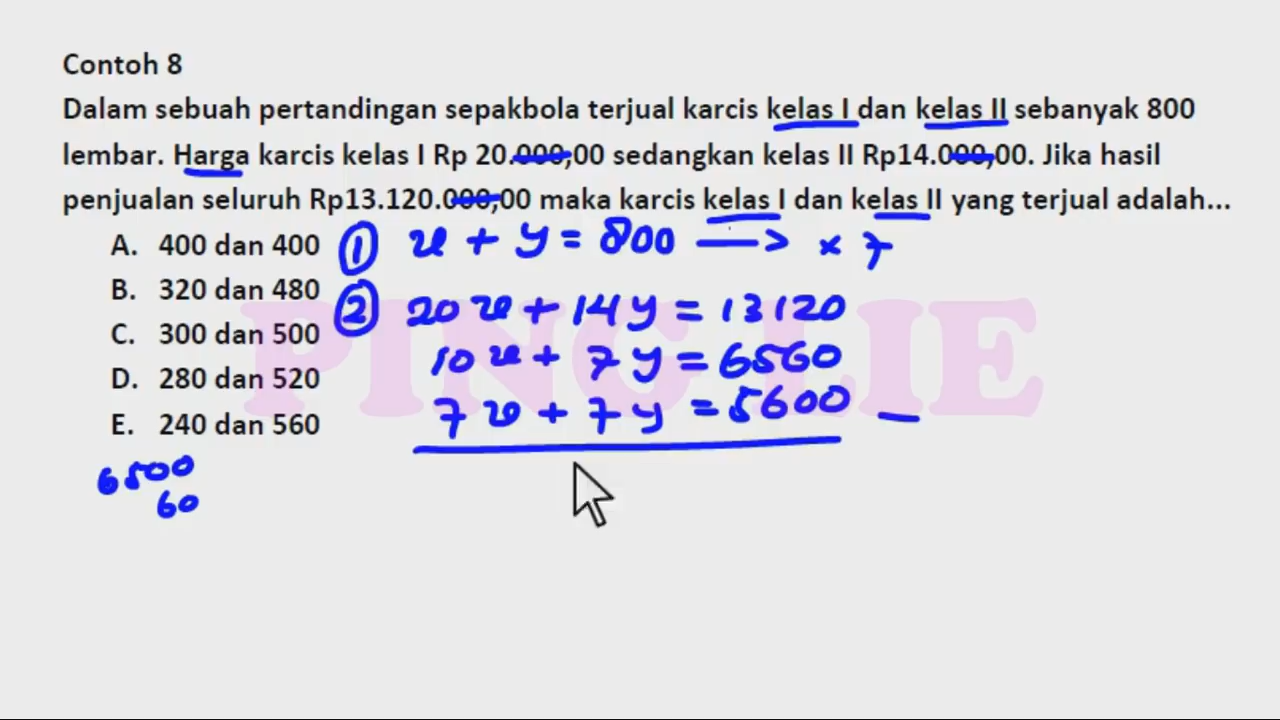 Contoh 8
Dalam sebuah pertandingan sepakbola terjual karcis kelas I dan kelas II sebanyak 800
lembar. Harga karcis kelas I Rp 20.000,00 sedangkan kelas II Rp14.000,00. Jika hasil
penjualan seluruh Rp13.120.000,00 maka karcis kelas I dan kelas II yang terjual adalah...
A. 400 dan 400
B. 320 dan 480
C. 300 dan 500
D. 280 dan 520
E. 240 dan 560
① x + y = 800 —> × 7
② 20x + 14y = 13120
10x + 7y = 6560
7x + 7y = 5600 —
6500
60
PING LIE